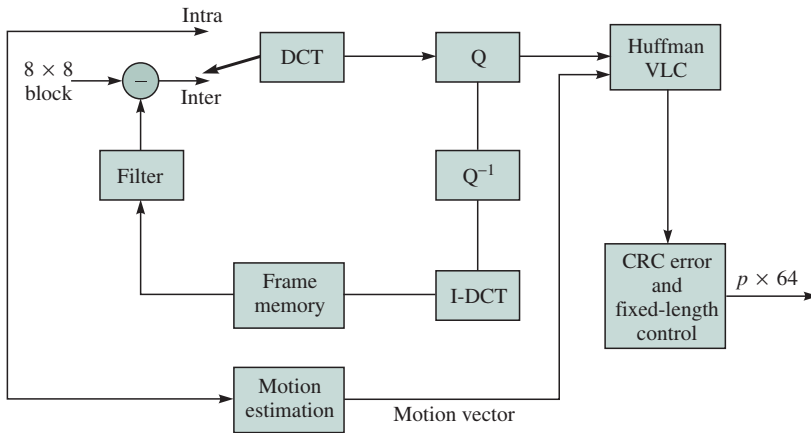 Intra
DCT
Q
Huffman
VLC
8 × 8
block
−
Inter
Filter
Q⁻¹
Frame
memory
I-DCT
CRC error
and
fixed-length
control
p × 64
Motion
estimation
Motion vector